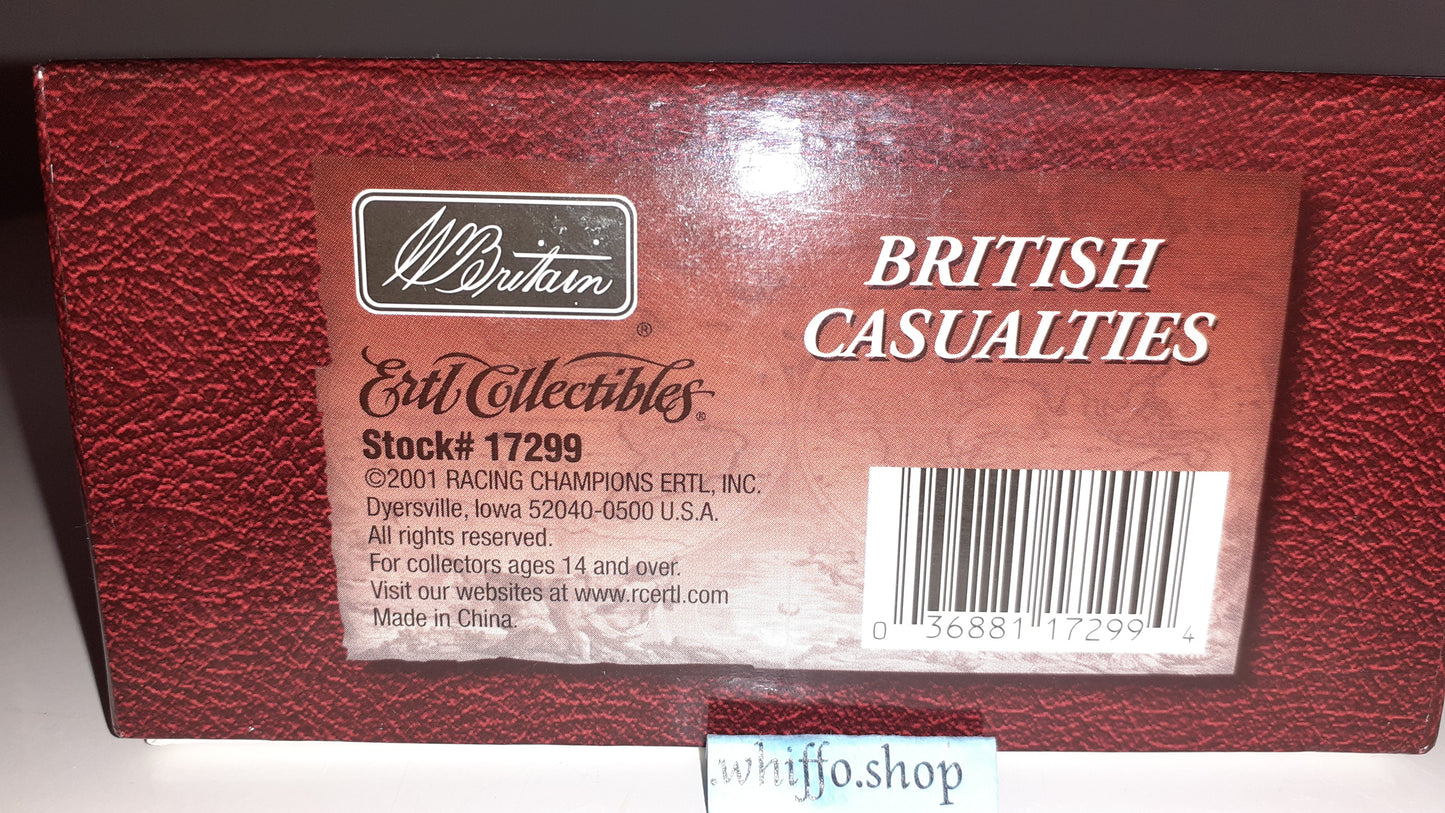 WBritain
®
Ertl Collectibles®
Stock# 17299
©2001 RACING CHAMPIONS ERTL, INC.
Dyersville, Iowa 52040-0500 U.S.A.
All rights reserved.
For collectors ages 14 and over.
Visit our websites at www.rcertl.com
Made in China.
BRITISH
CASUALTIES
0 36881 17299 4
.whiffo.shop